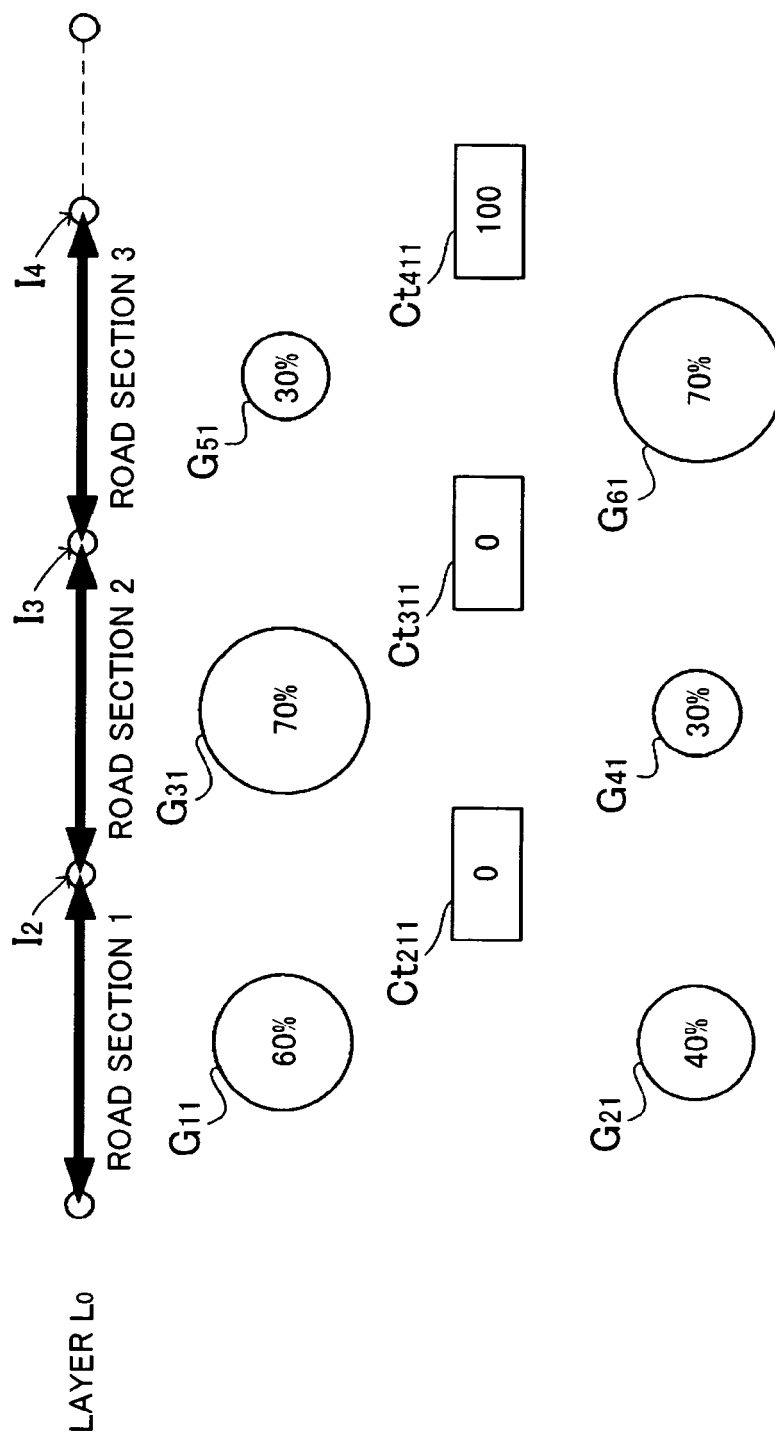 LAYER L0
I2
I3
I4
ROAD SECTION 1
ROAD SECTION 2
ROAD SECTION 3
G11
60%
G31
70%
G51
30%
Ct211
0
Ct311
0
Ct411
100
G21
40%
G41
30%
G61
70%